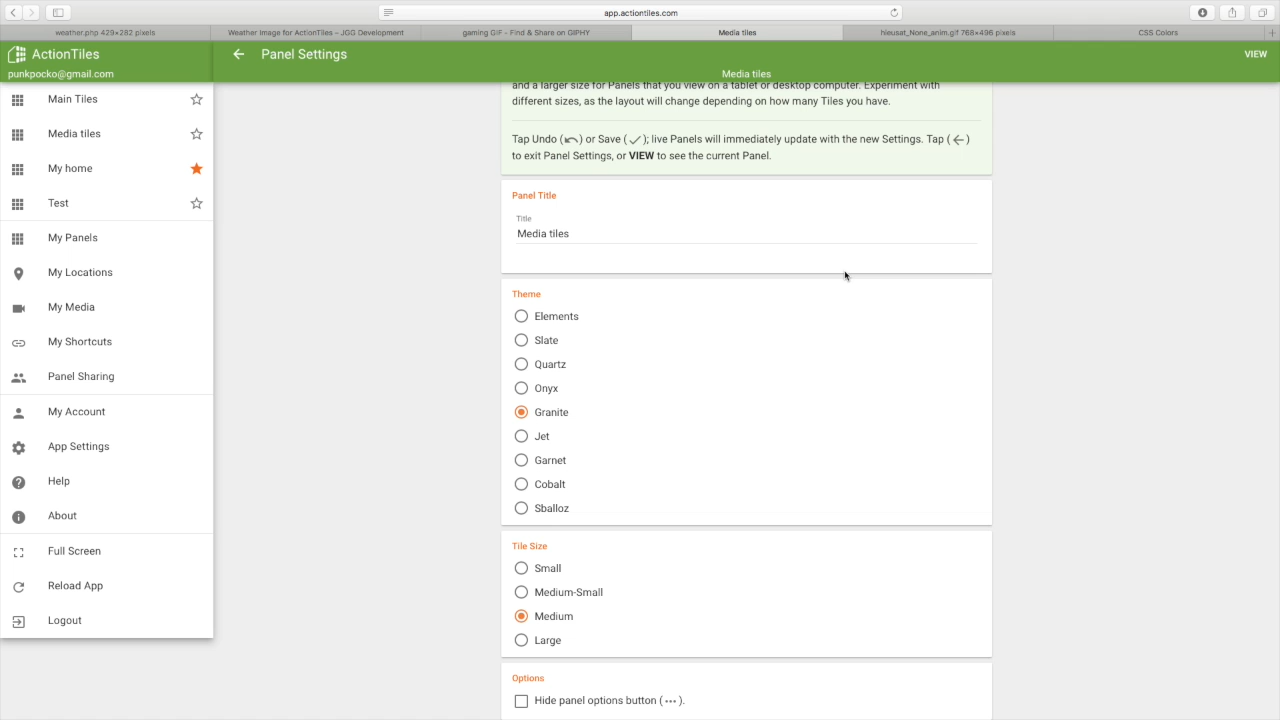 app.actiontiles.com
weather.php 429×282 pixels
Weather Image for ActionTiles – JGG Development
gaming GIF - Find & Share on GIPHY
Media tiles
hieusat_None_anim.gif 768×496 pixels
CSS Colors
ActionTiles
punkpocko@gmail.com
Panel Settings
VIEW
Media tiles
Main Tiles
Media tiles
My home
Test
My Panels
My Locations
My Media
My Shortcuts
Panel Sharing
My Account
App Settings
Help
About
Full Screen
Reload App
Logout
and a larger size for Panels that you view on a tablet or desktop computer. Experiment with
different sizes, as the layout will change depending on how many Tiles you have.
Tap Undo ( ) or Save ( ); live Panels will immediately update with the new Settings. Tap ( )
to exit Panel Settings, or VIEW to see the current Panel.
Panel Title
Title
Media tiles
Theme
Elements
Slate
Quartz
Onyx
Granite
Jet
Garnet
Cobalt
Sballoz
Tile Size
Small
Medium-Small
Medium
Large
Options
Hide panel options button (•••).